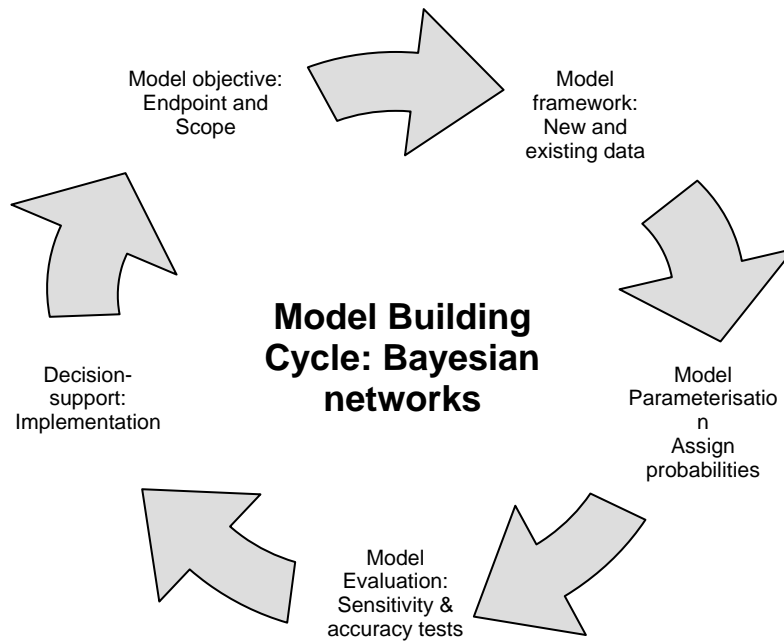 Model objective:
Endpoint and
Scope
Model
framework:
New and
existing data
Model Building
Cycle: Bayesian
networks
Model
Parameterisatio
n
Assign
probabilities
Model
Evaluation:
Sensitivity &
accuracy tests
Decision-
support:
Implementation